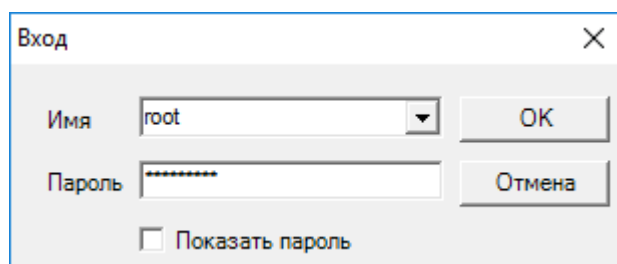 Вход
Имя root OK
Пароль ********* Отмена
Показать пароль